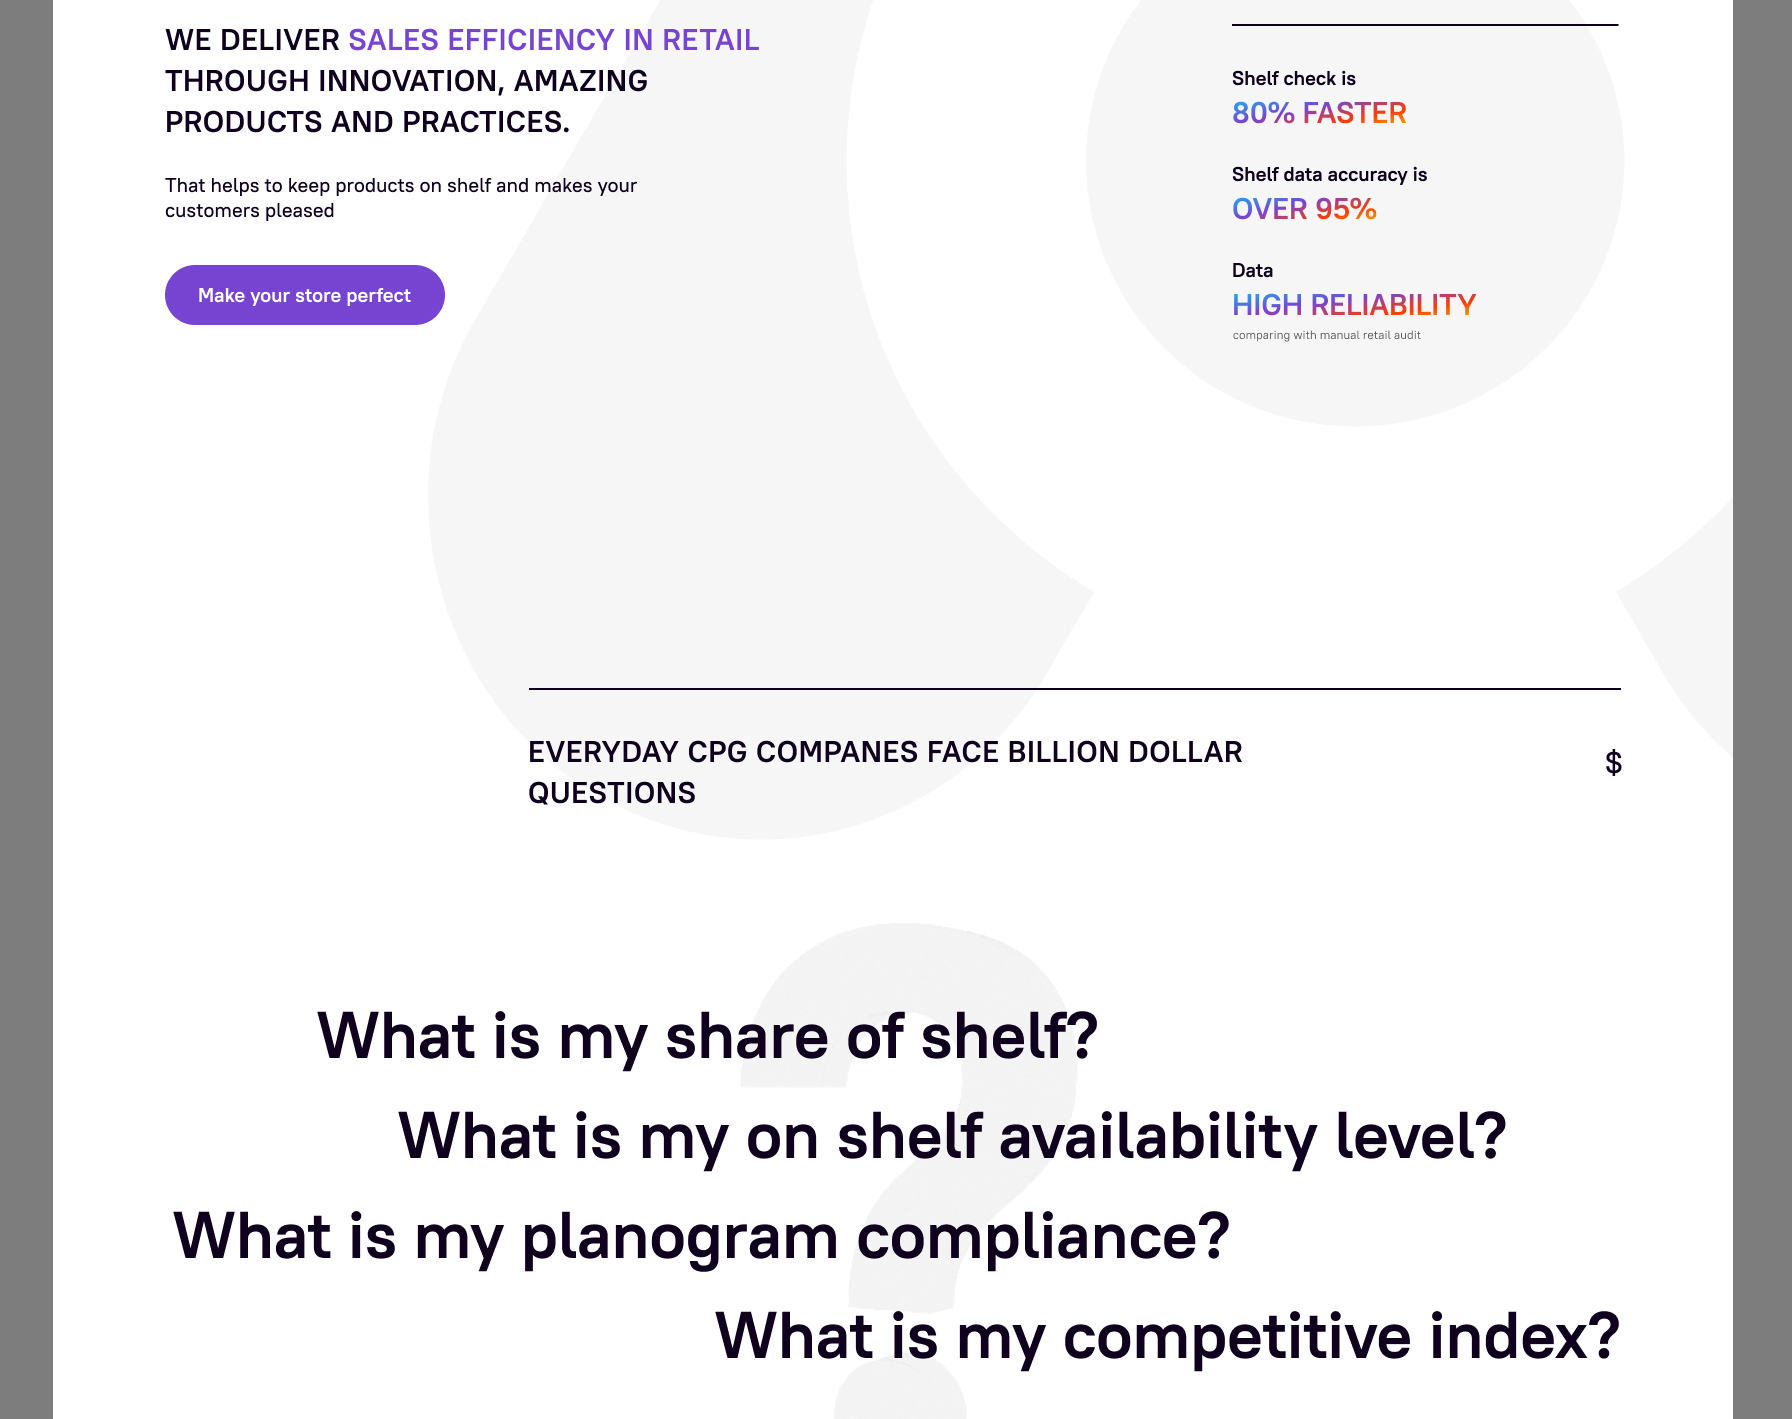 WE DELIVER SALES EFFICIENCY IN RETAIL
THROUGH INNOVATION, AMAZING
PRODUCTS AND PRACTICES.
That helps to keep products on shelf and makes your
customers pleased
Make your store perfect
Shelf check is
80% FASTER
Shelf data accuracy is
OVER 95%
Data
HIGH RELIABILITY
comparing with manual retail audit
EVERYDAY CPG COMPANES FACE BILLION DOLLAR
QUESTIONS
$
What is my share of shelf?
What is my on shelf availability level?
What is my planogram compliance?
What is my competitive index?
?